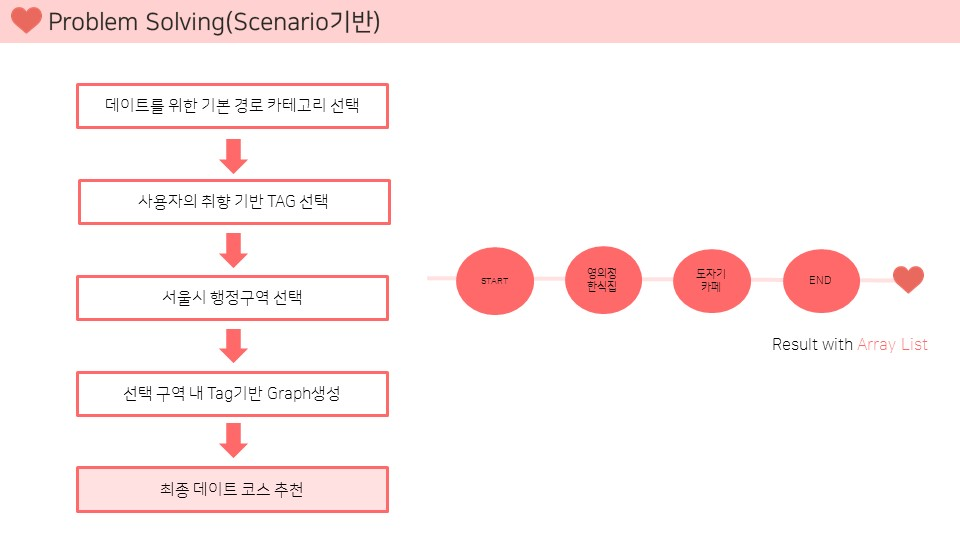 Problem Solving(Scenario기반)
데이트를 위한 기본 경로 카테고리 선택
사용자의 취향 기반 TAG 선택
서울시 행정구역 선택
선택 구역 내 Tag기반 Graph생성
최종 데이트 코스 추천
START
영의정
한식집
도자기
카페
END
Result with Array List